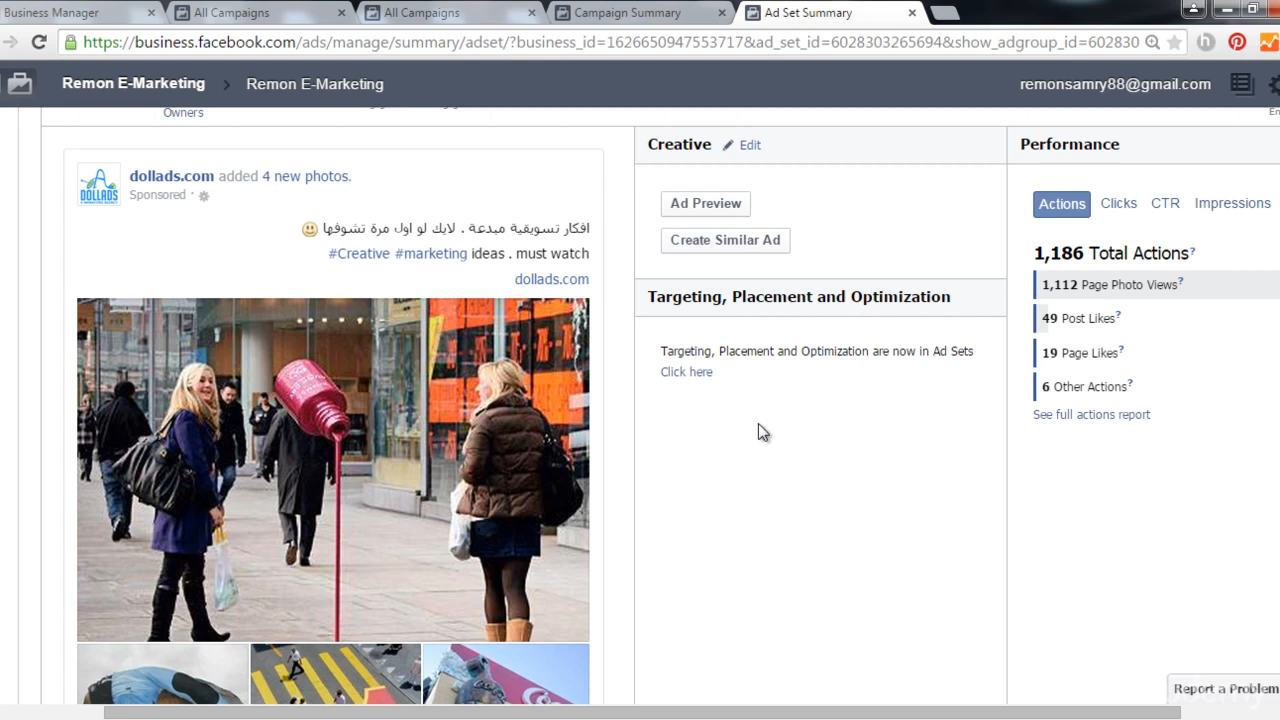 Business Manager
All Campaigns
All Campaigns
Campaign Summary
Ad Set Summary
https://business.facebook.com/ads/manage/summary/adset/?business_id=1626650947553717&ad_set_id=6028303265694&show_adgroup_id=602830
Remon E-Marketing
Remon E-Marketing
remonsamry88@gmail.com
Owners
En
dollads.com added 4 new photos.
Sponsored ·
DOLLADS
افكار تسويقية مبدعة . لايك لو اول مرة تشوفها
#Creative #marketing ideas . must watch
dollads.com
Creative
Edit
Ad Preview
Create Similar Ad
Targeting, Placement and Optimization
Targeting, Placement and Optimization are now in Ad Sets
Click here
Performance
Actions Clicks CTR Impressions
1,186 Total Actions?
1,112 Page Photo Views?
49 Post Likes?
19 Page Likes?
6 Other Actions?
See full actions report
Report a Problem